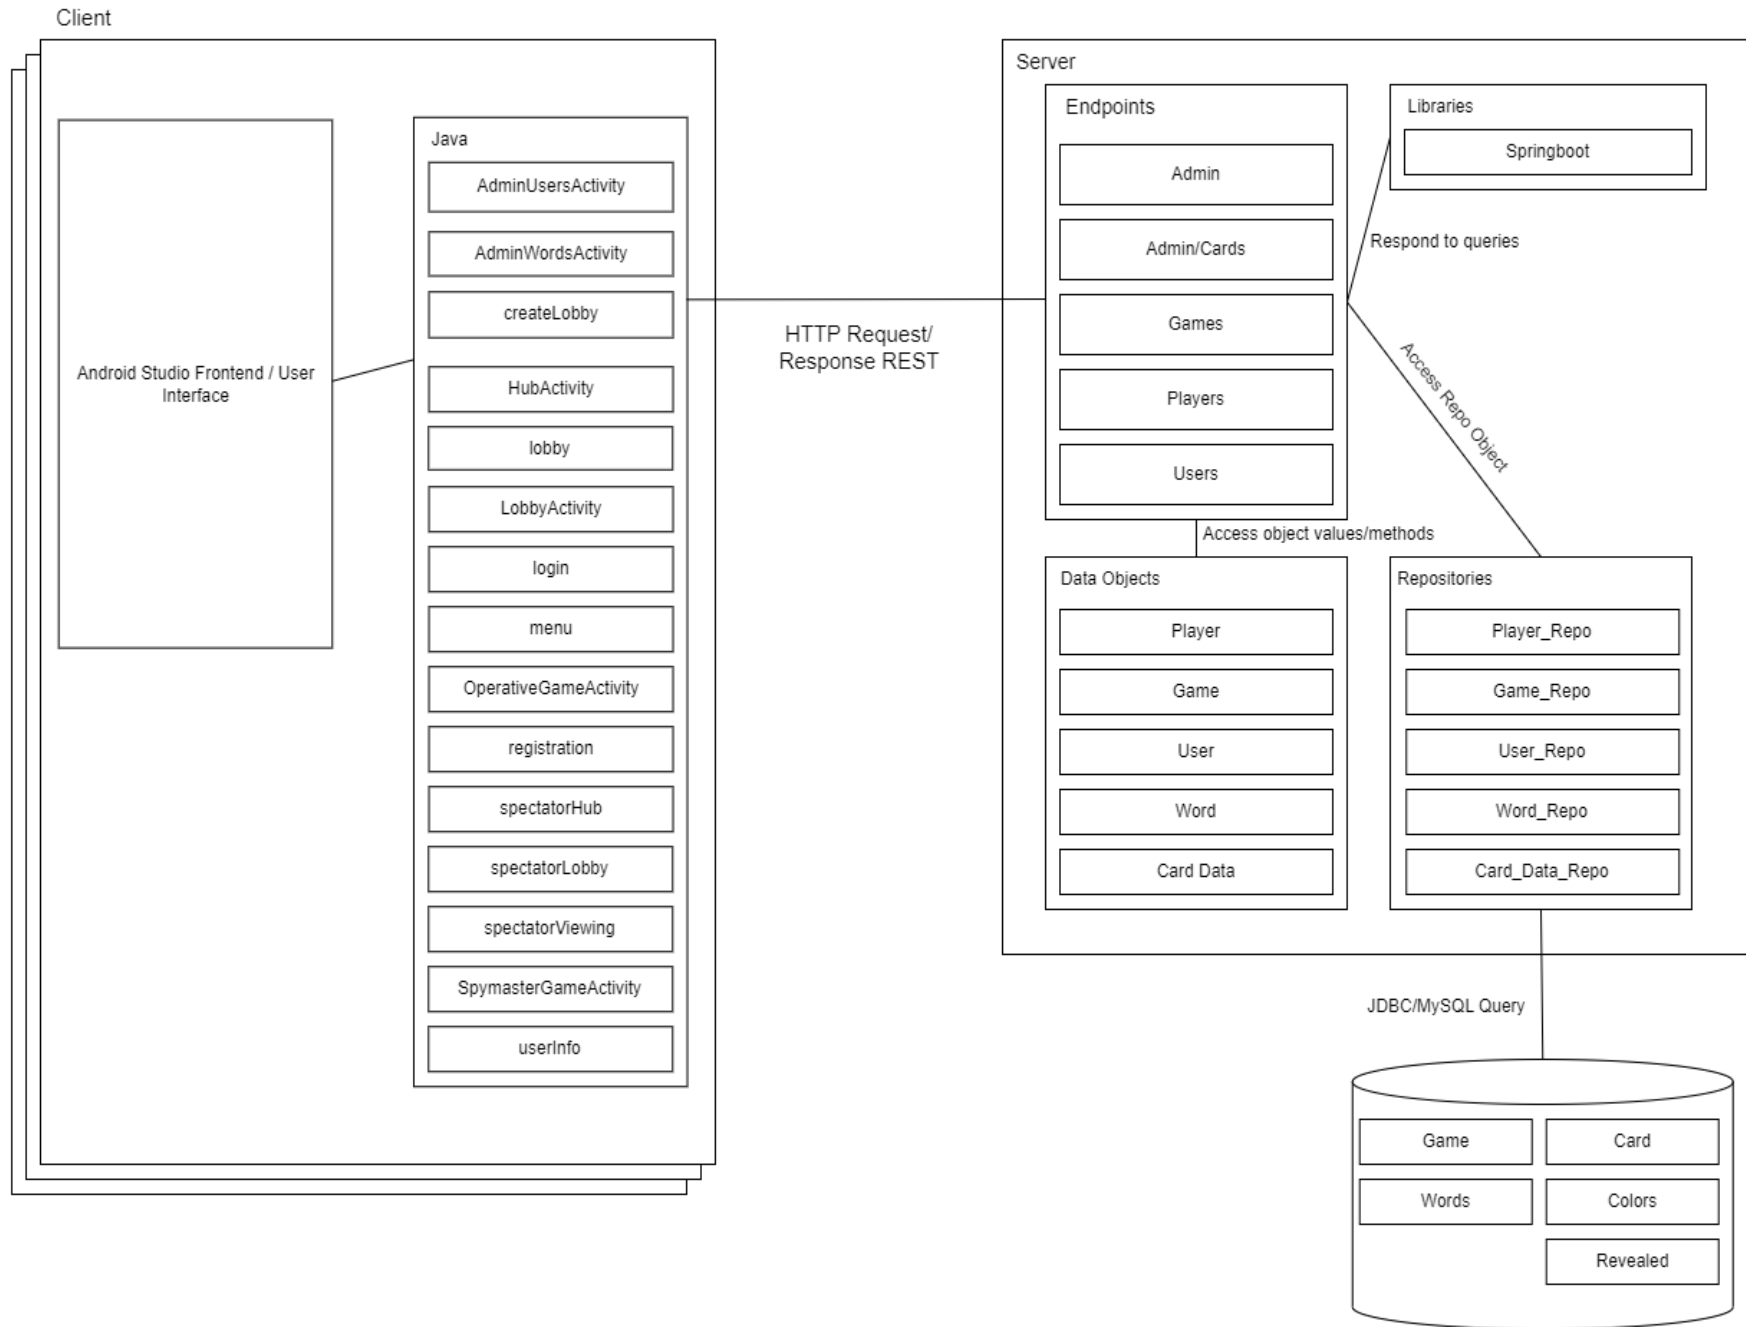 Client
Android Studio Frontend / User
Interface
Java
AdminUsersActivity
AdminWordsActivity
createLobby
HubActivity
lobby
LobbyActivity
login
menu
OperativeGameActivity
registration
spectatorHub
spectatorLobby
spectatorViewing
SpymasterGameActivity
userInfo
HTTP Request/
Response REST
Server
Endpoints
Admin
Admin/Cards
Games
Players
Users
Libraries
Springboot
Respond to queries
Access Repo Object
Access object values/methods
Data Objects
Player
Game
User
Word
Card Data
Repositories
Player_Repo
Game_Repo
User_Repo
Word_Repo
Card_Data_Repo
JDBC/MySQL Query
Game
Card
Words
Colors
Revealed